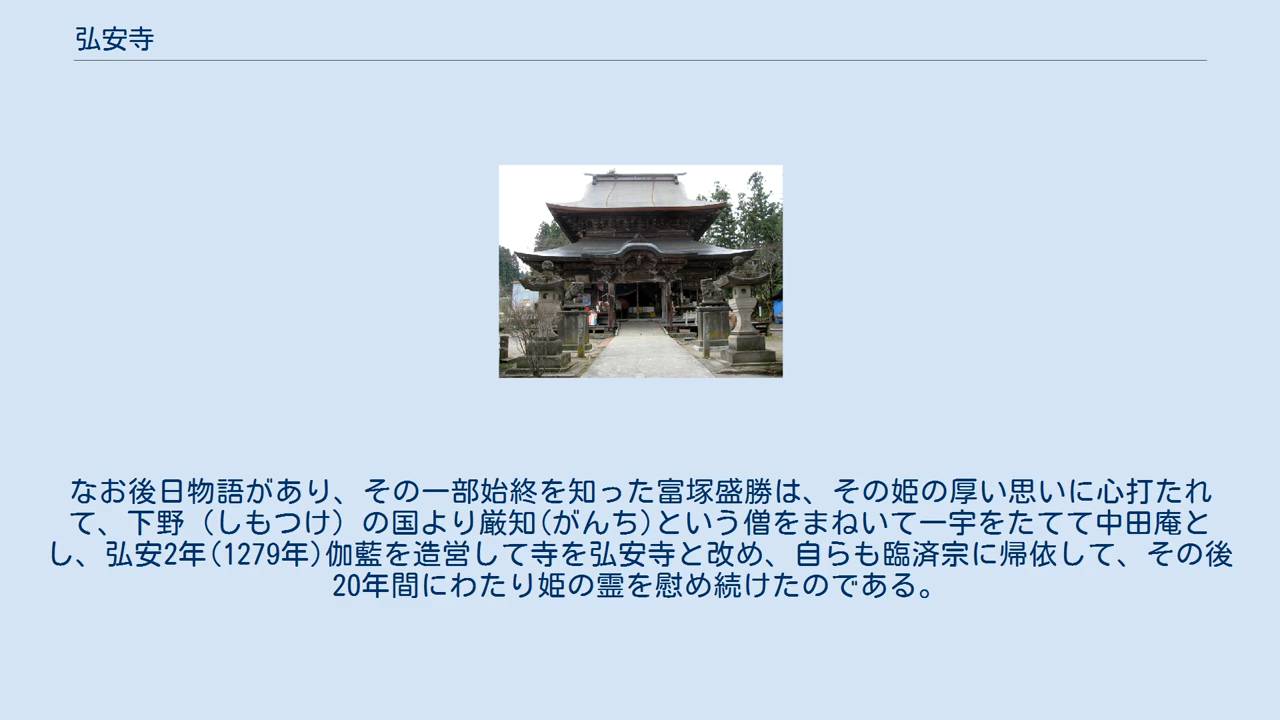 弘安寺
なお後日物語があり、その一部始終を知った富塚盛勝は、その姫の厚い思いに心打たれ
て、下野（しもつけ）の国より厳知(がんち)という僧をまねいて一宇をたてて中田庵と
し、弘安2年(1279年)伽藍を造営して寺を弘安寺と改め、自らも臨済宗に帰依して、その後
20年間にわたり姫の霊を慰め続けたのである。